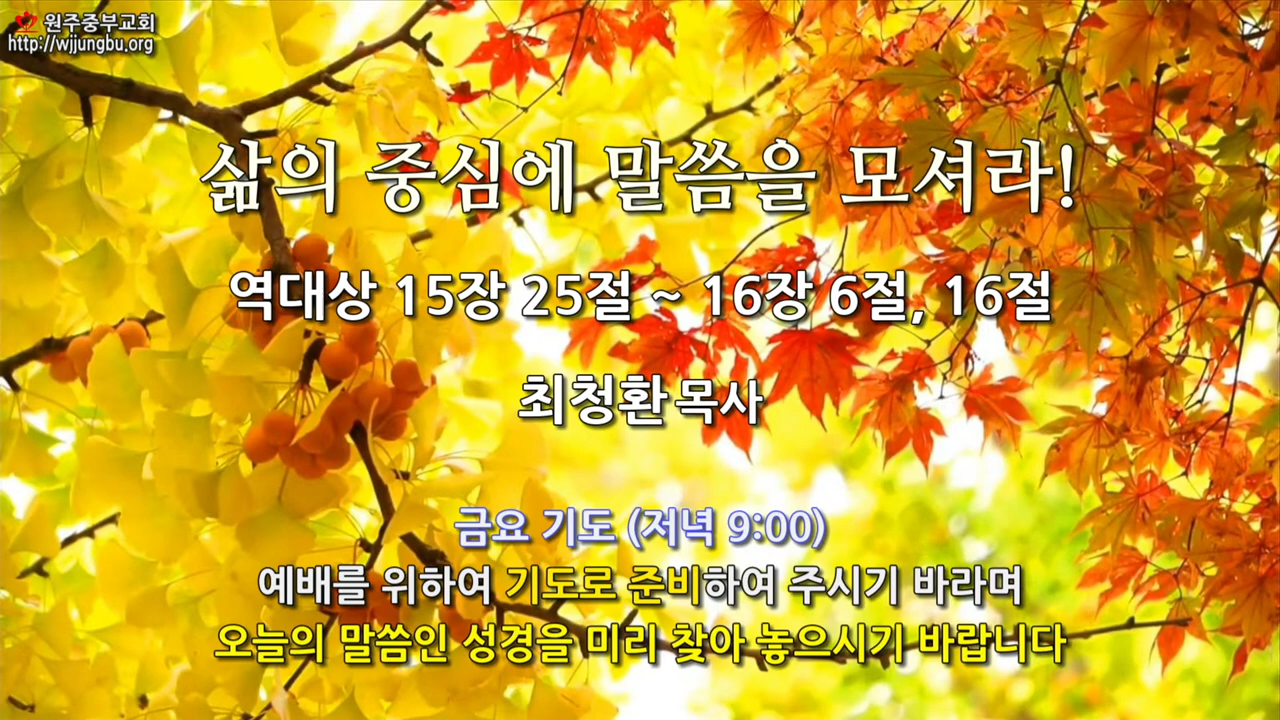 원주중부교회
http://wjjungbu.org
삶의 중심에 말씀을 모셔라!
역대상 15장 25절 ~ 16장 6절, 16절
최청환 목사
금요 기도 (저녁 9:00)
예배를 위하여 기도로 준비하여 주시기 바라며
오늘의 말씀인 성경을 미리 찾아 놓으시기 바랍니다